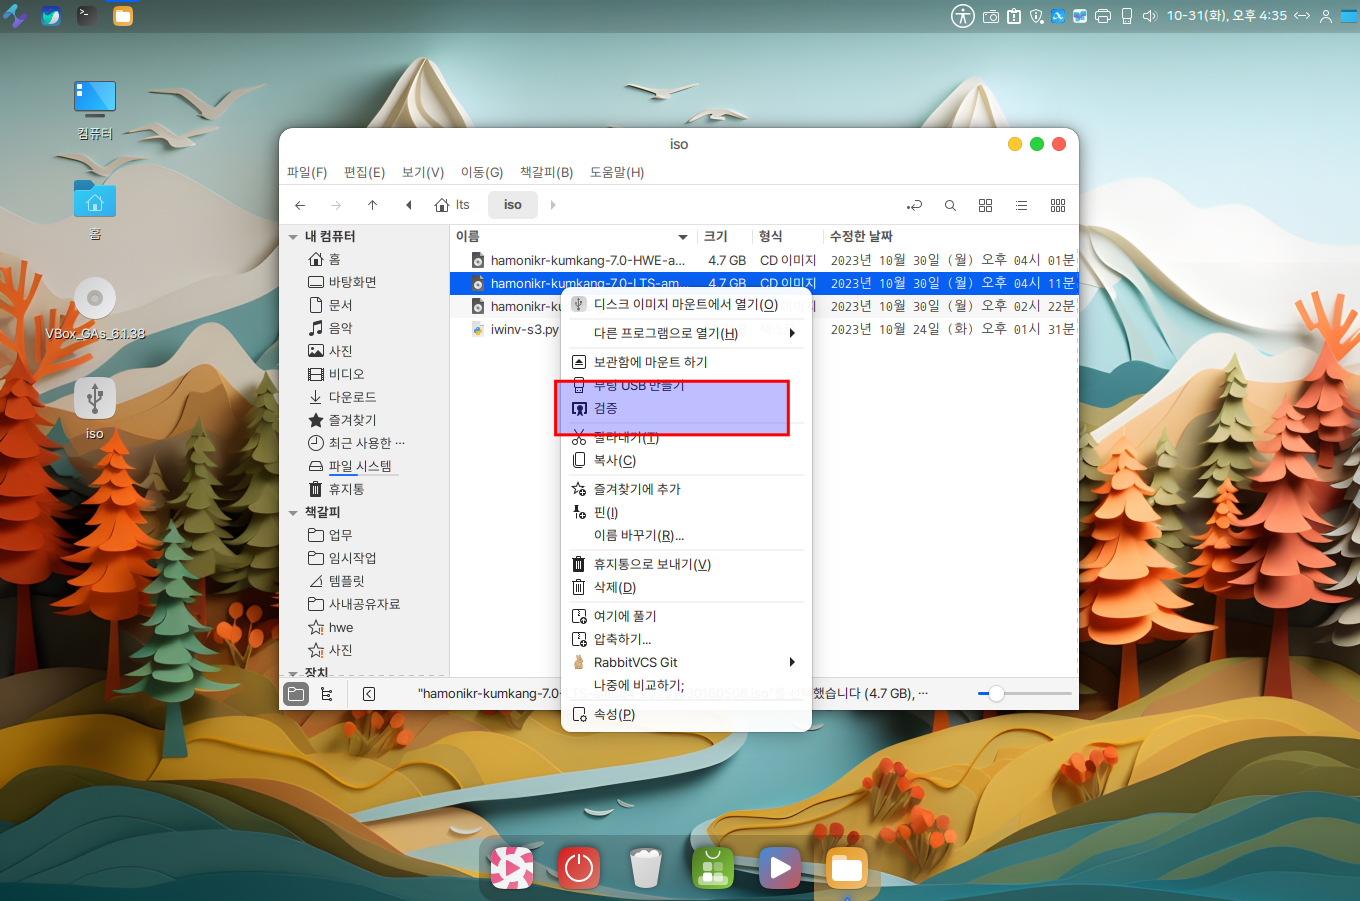 10-31(화), 오후 4:35
컴퓨터
홈
VBox_GAs_6.1.38
iso
iso
파일(F) 편집(E) 보기(V) 이동(G) 책갈피(B) 도움말(H)
lts iso
내 컴퓨터
홈
바탕화면
문서
음악
사진
비디오
다운로드
즐겨찾기
최근 사용한 ···
파일 시스템
휴지통
책갈피
업무
임시작업
템플릿
사내공유자료
hwe
사진
장치
이름 크기 형식 수정한 날짜
hamonikr-kumkang-7.0-HWE-a... 4.7 GB CD 이미지 2023년 10월 30일 (월) 오후 04시 01분
hamonikr-kumkang-7.0-LTS-am... 4.7 GB CD 이미지 2023년 10월 30일 (월) 오후 04시 11분
hamonikr-ku 2023년 10월 30일 (월) 오후 02시 22분
iwinv-s3.py 2023년 10월 24일 (화) 오후 01시 31분
디스크 이미지 마운트에서 열기(O)
다른 프로그램으로 열기(H)
보관함에 마운트 하기
부팅 USB 만들기
검증
잘라내기(T)
복사(C)
즐겨찾기에 추가
핀(I)
이름 바꾸기(R)...
휴지통으로 보내기(V)
삭제(D)
여기에 풀기
압축하기...
RabbitVCS Git
나중에 비교하기;
속성(P)
"hamonikr-kumkang-7.0- 했습니다 (4.7 GB), ···